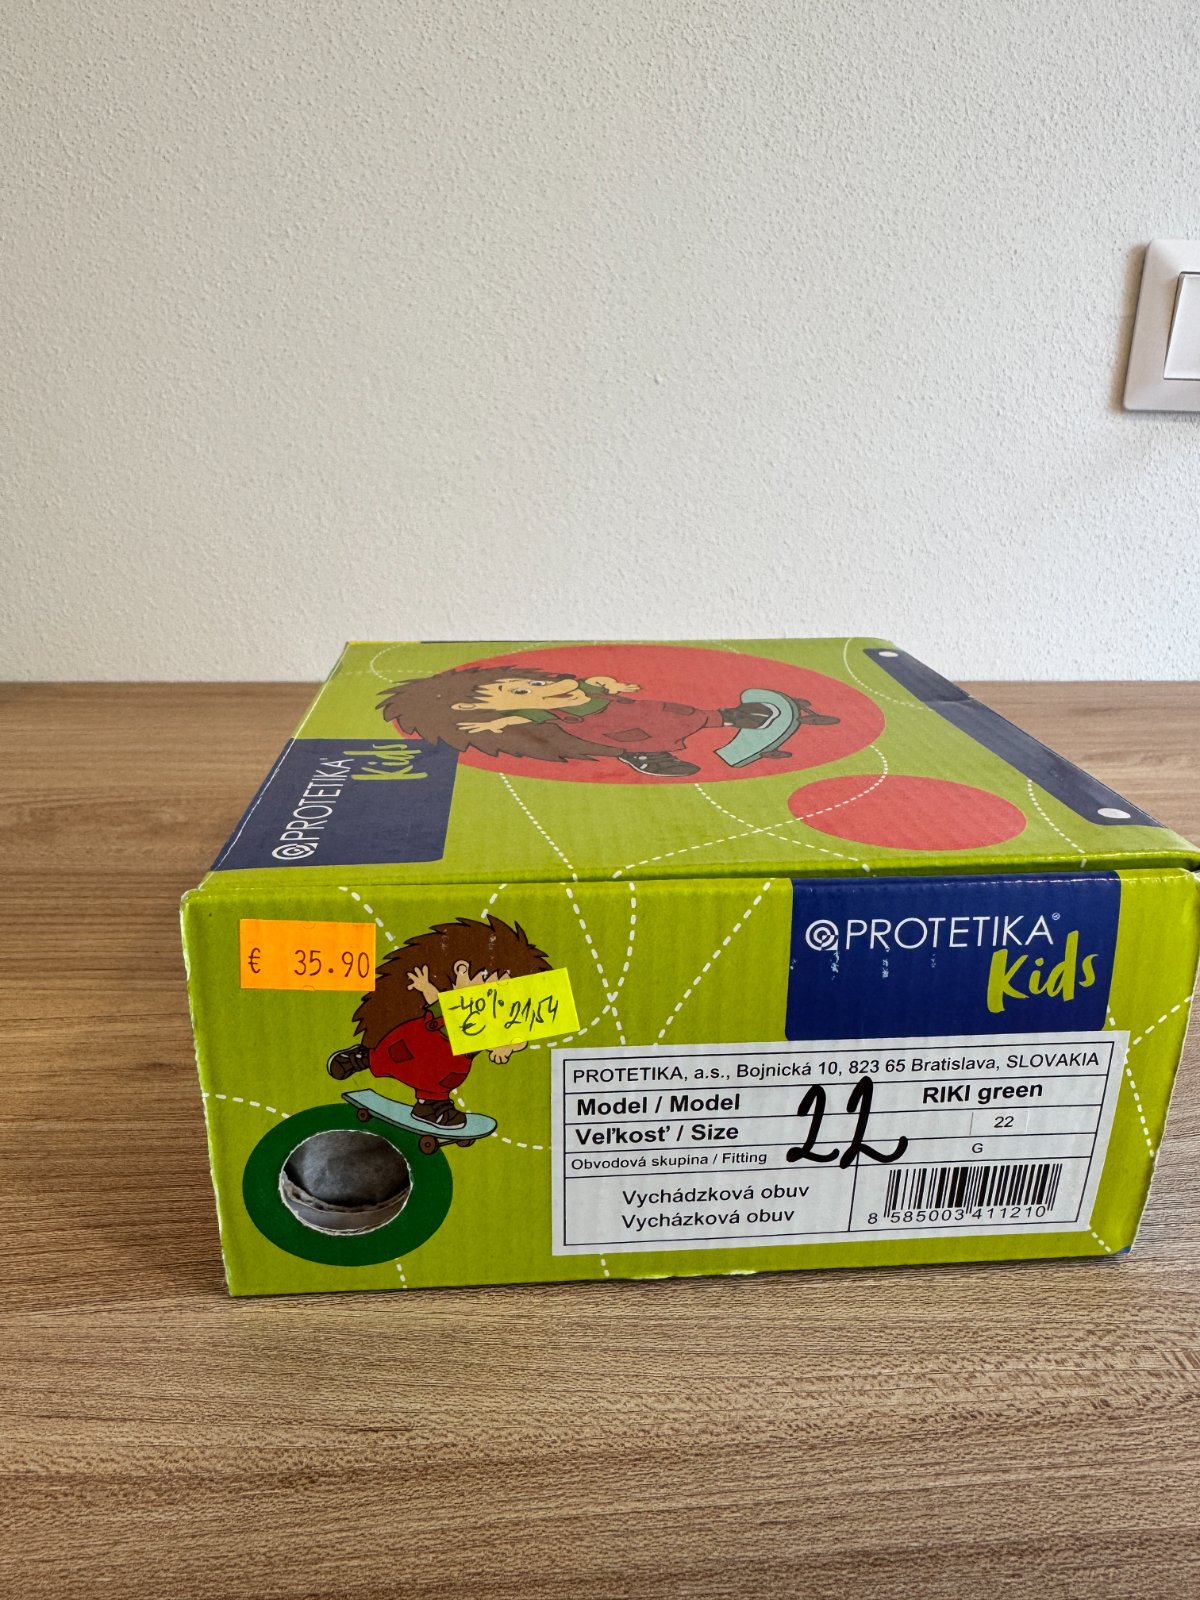 PROTETIKA
Kids
€ 35.90
-40%
€ 21,54
PROTETIKA®
Kids
PROTETIKA, a.s., Bojnická 10, 823 65 Bratislava, SLOVAKIA
Model / Model RIKI green
Veľkosť / Size 22
22
Obvodová skupina / Fitting G
Vychádzková obuv
Vycházková obuv
8 585003 411210